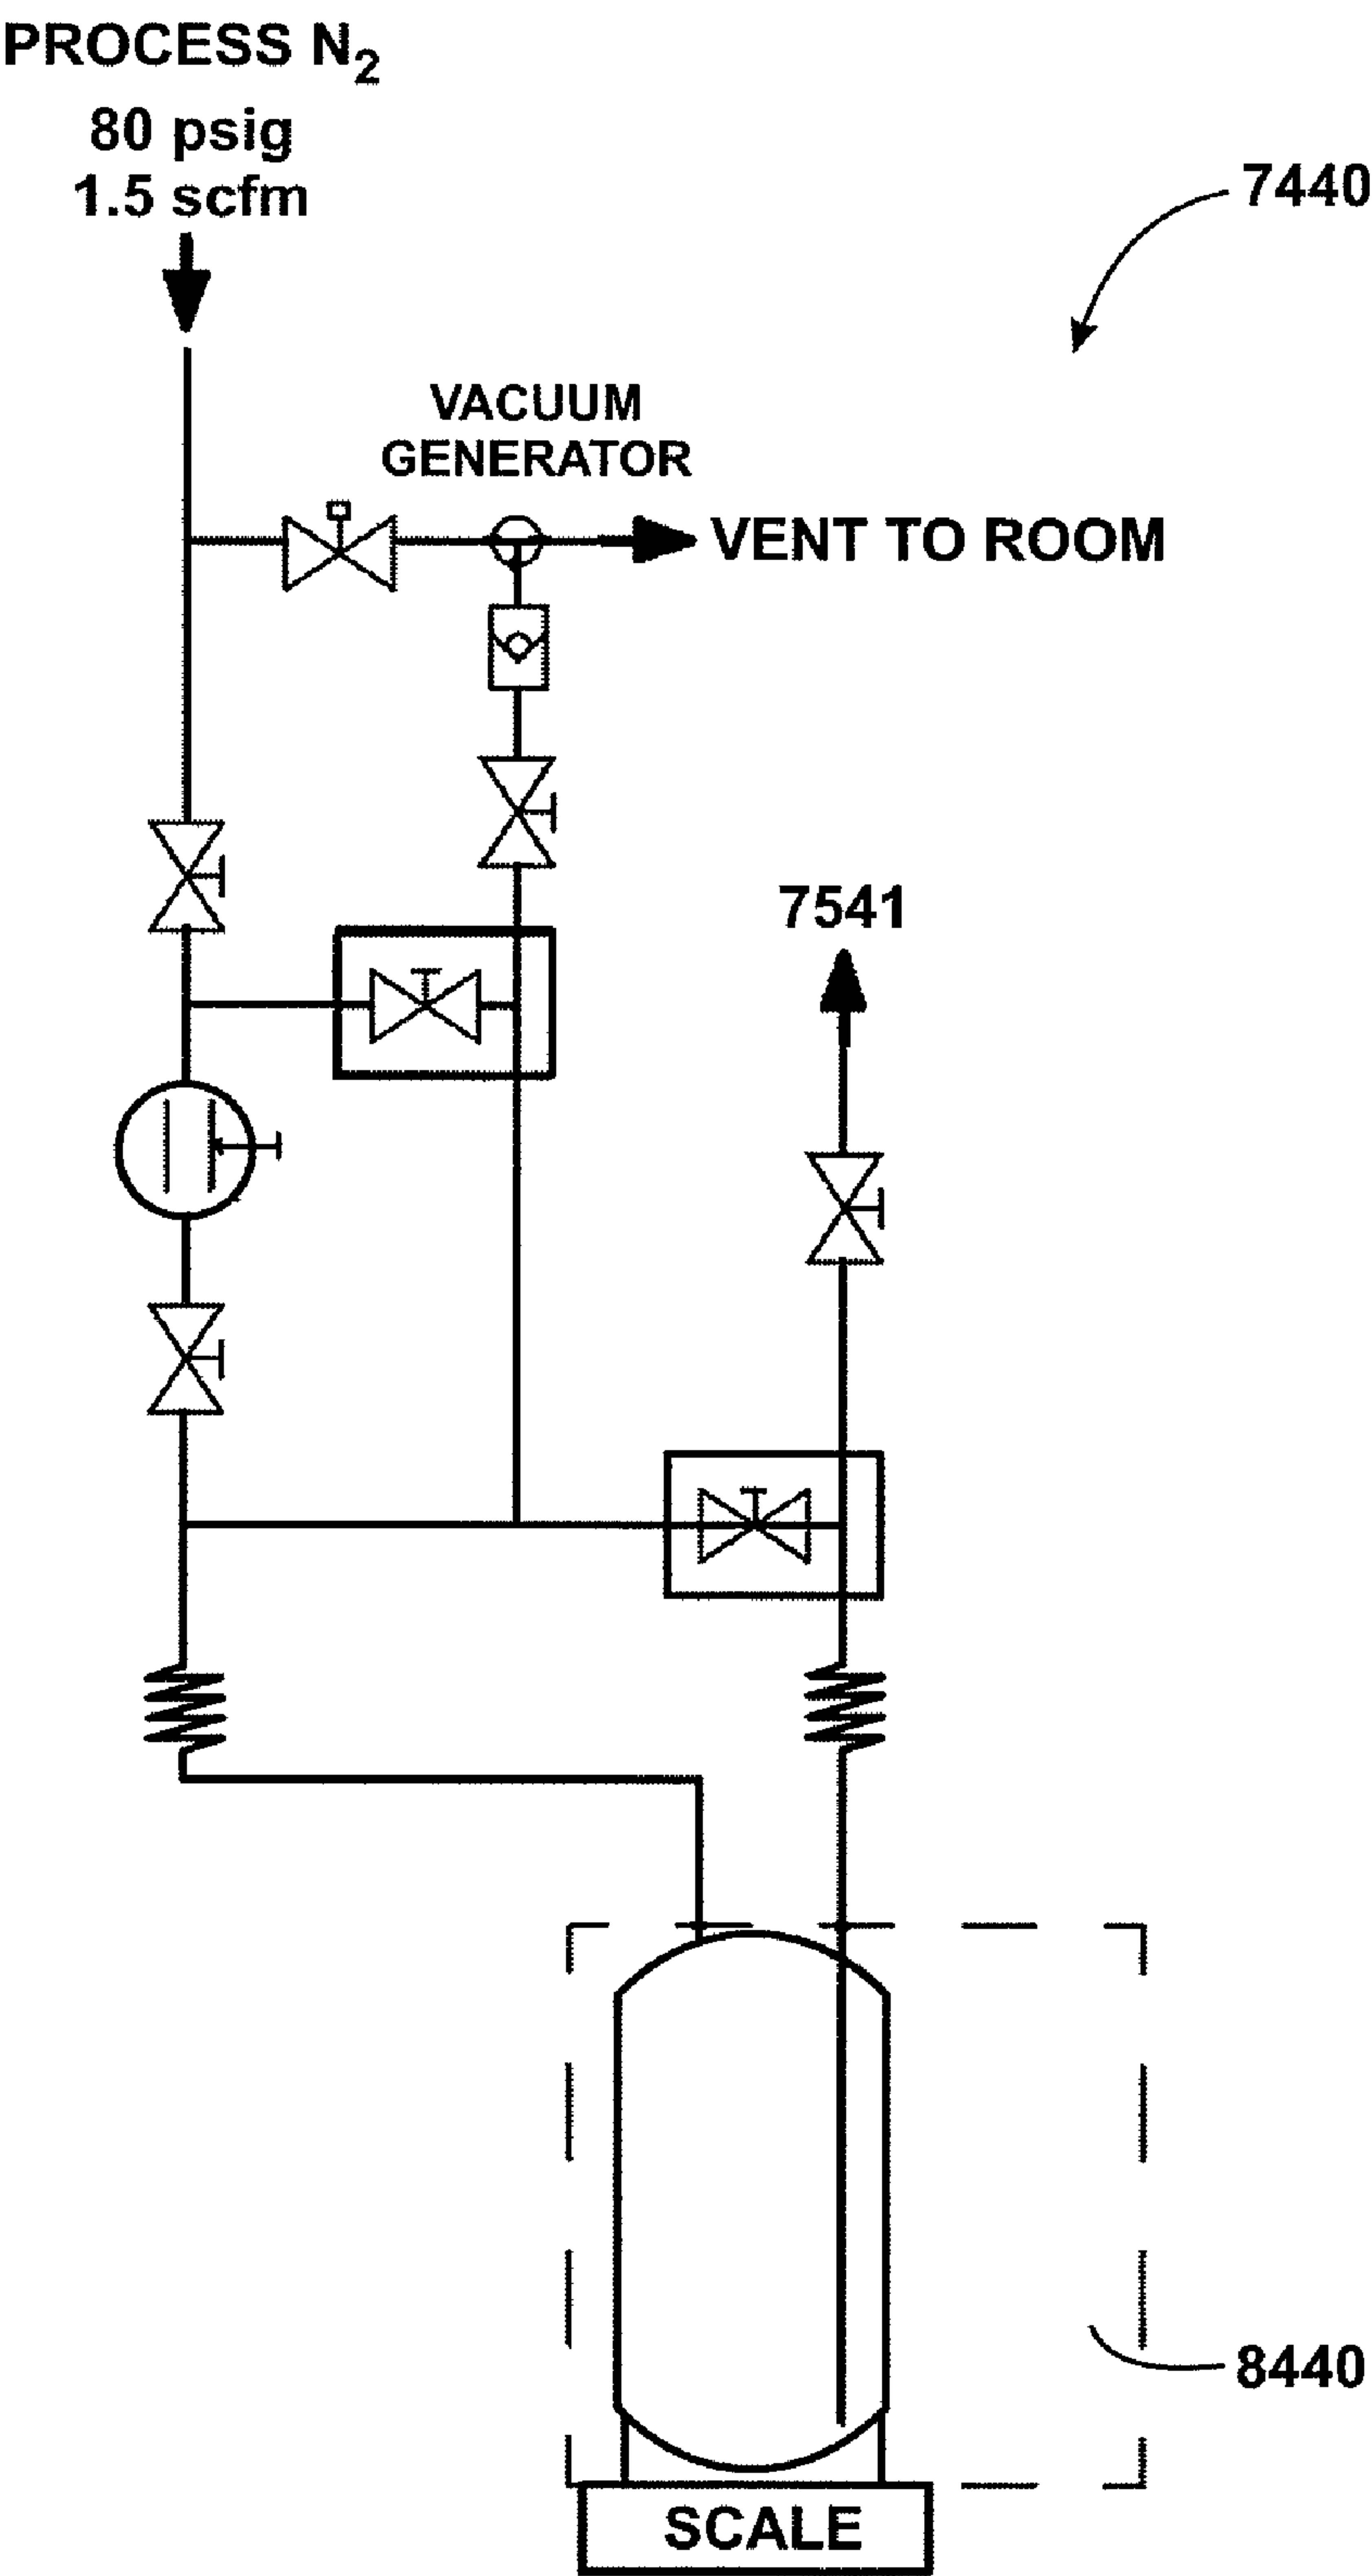 PROCESS N₂
80 psig
1.5 scfm
7440
VACUUM
GENERATOR
VENT TO ROOM
7541
8440
SCALE